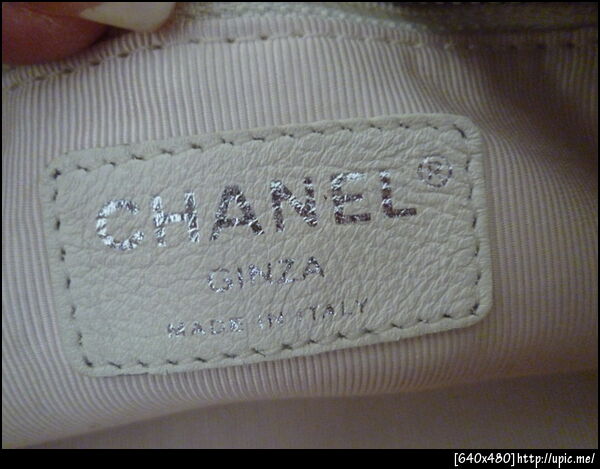 CHANEL®
GINZA
MADE IN ITALY
[640x480]http://upic.me/